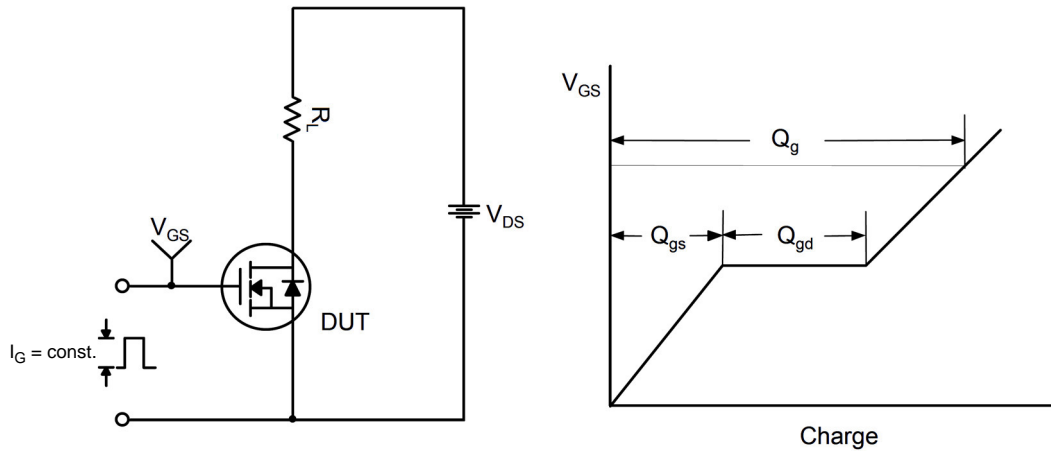 R_L
V_DS
V_GS
DUT
I_G = const.
V_GS
Q_g
Q_gs
Q_gd
Charge